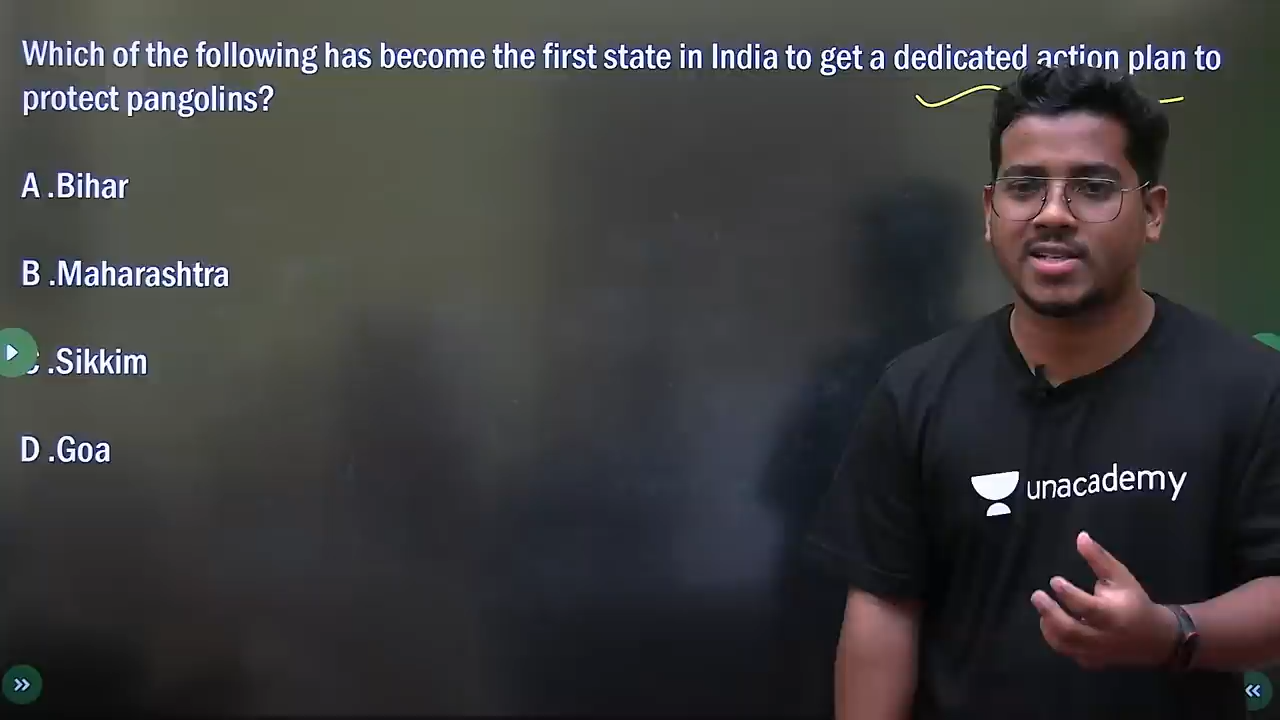 Which of the following has become the first state in India to get a dedicated action plan to
protect pangolins?
A .Bihar
B .Maharashtra
C .Sikkim
D .Goa
unacademy